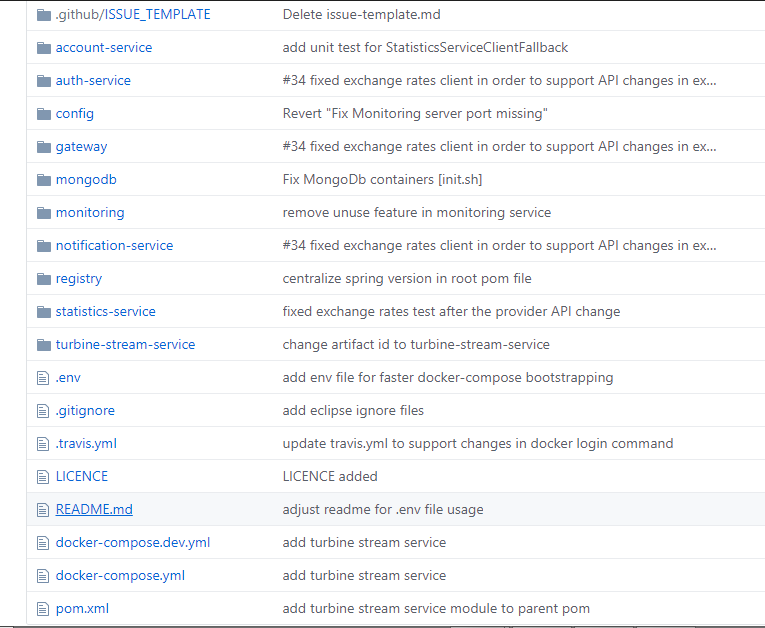 .github/ISSUE_TEMPLATE Delete issue-template.md
account-service add unit test for StatisticsServiceClientFallback
auth-service #34 fixed exchange rates client in order to support API changes in ex...
config Revert "Fix Monitoring server port missing"
gateway #34 fixed exchange rates client in order to support API changes in ex...
mongodb Fix MongoDb containers [init.sh]
monitoring remove unuse feature in monitoring service
notification-service #34 fixed exchange rates client in order to support API changes in ex...
registry centralize spring version in root pom file
statistics-service fixed exchange rates test after the provider API change
turbine-stream-service change artifact id to turbine-stream-service
.env add env file for faster docker-compose bootstrapping
.gitignore add eclipse ignore files
.travis.yml update travis.yml to support changes in docker login command
LICENCE LICENCE added
README.md adjust readme for .env file usage
docker-compose.dev.yml add turbine stream service
docker-compose.yml add turbine stream service
pom.xml add turbine stream service module to parent pom